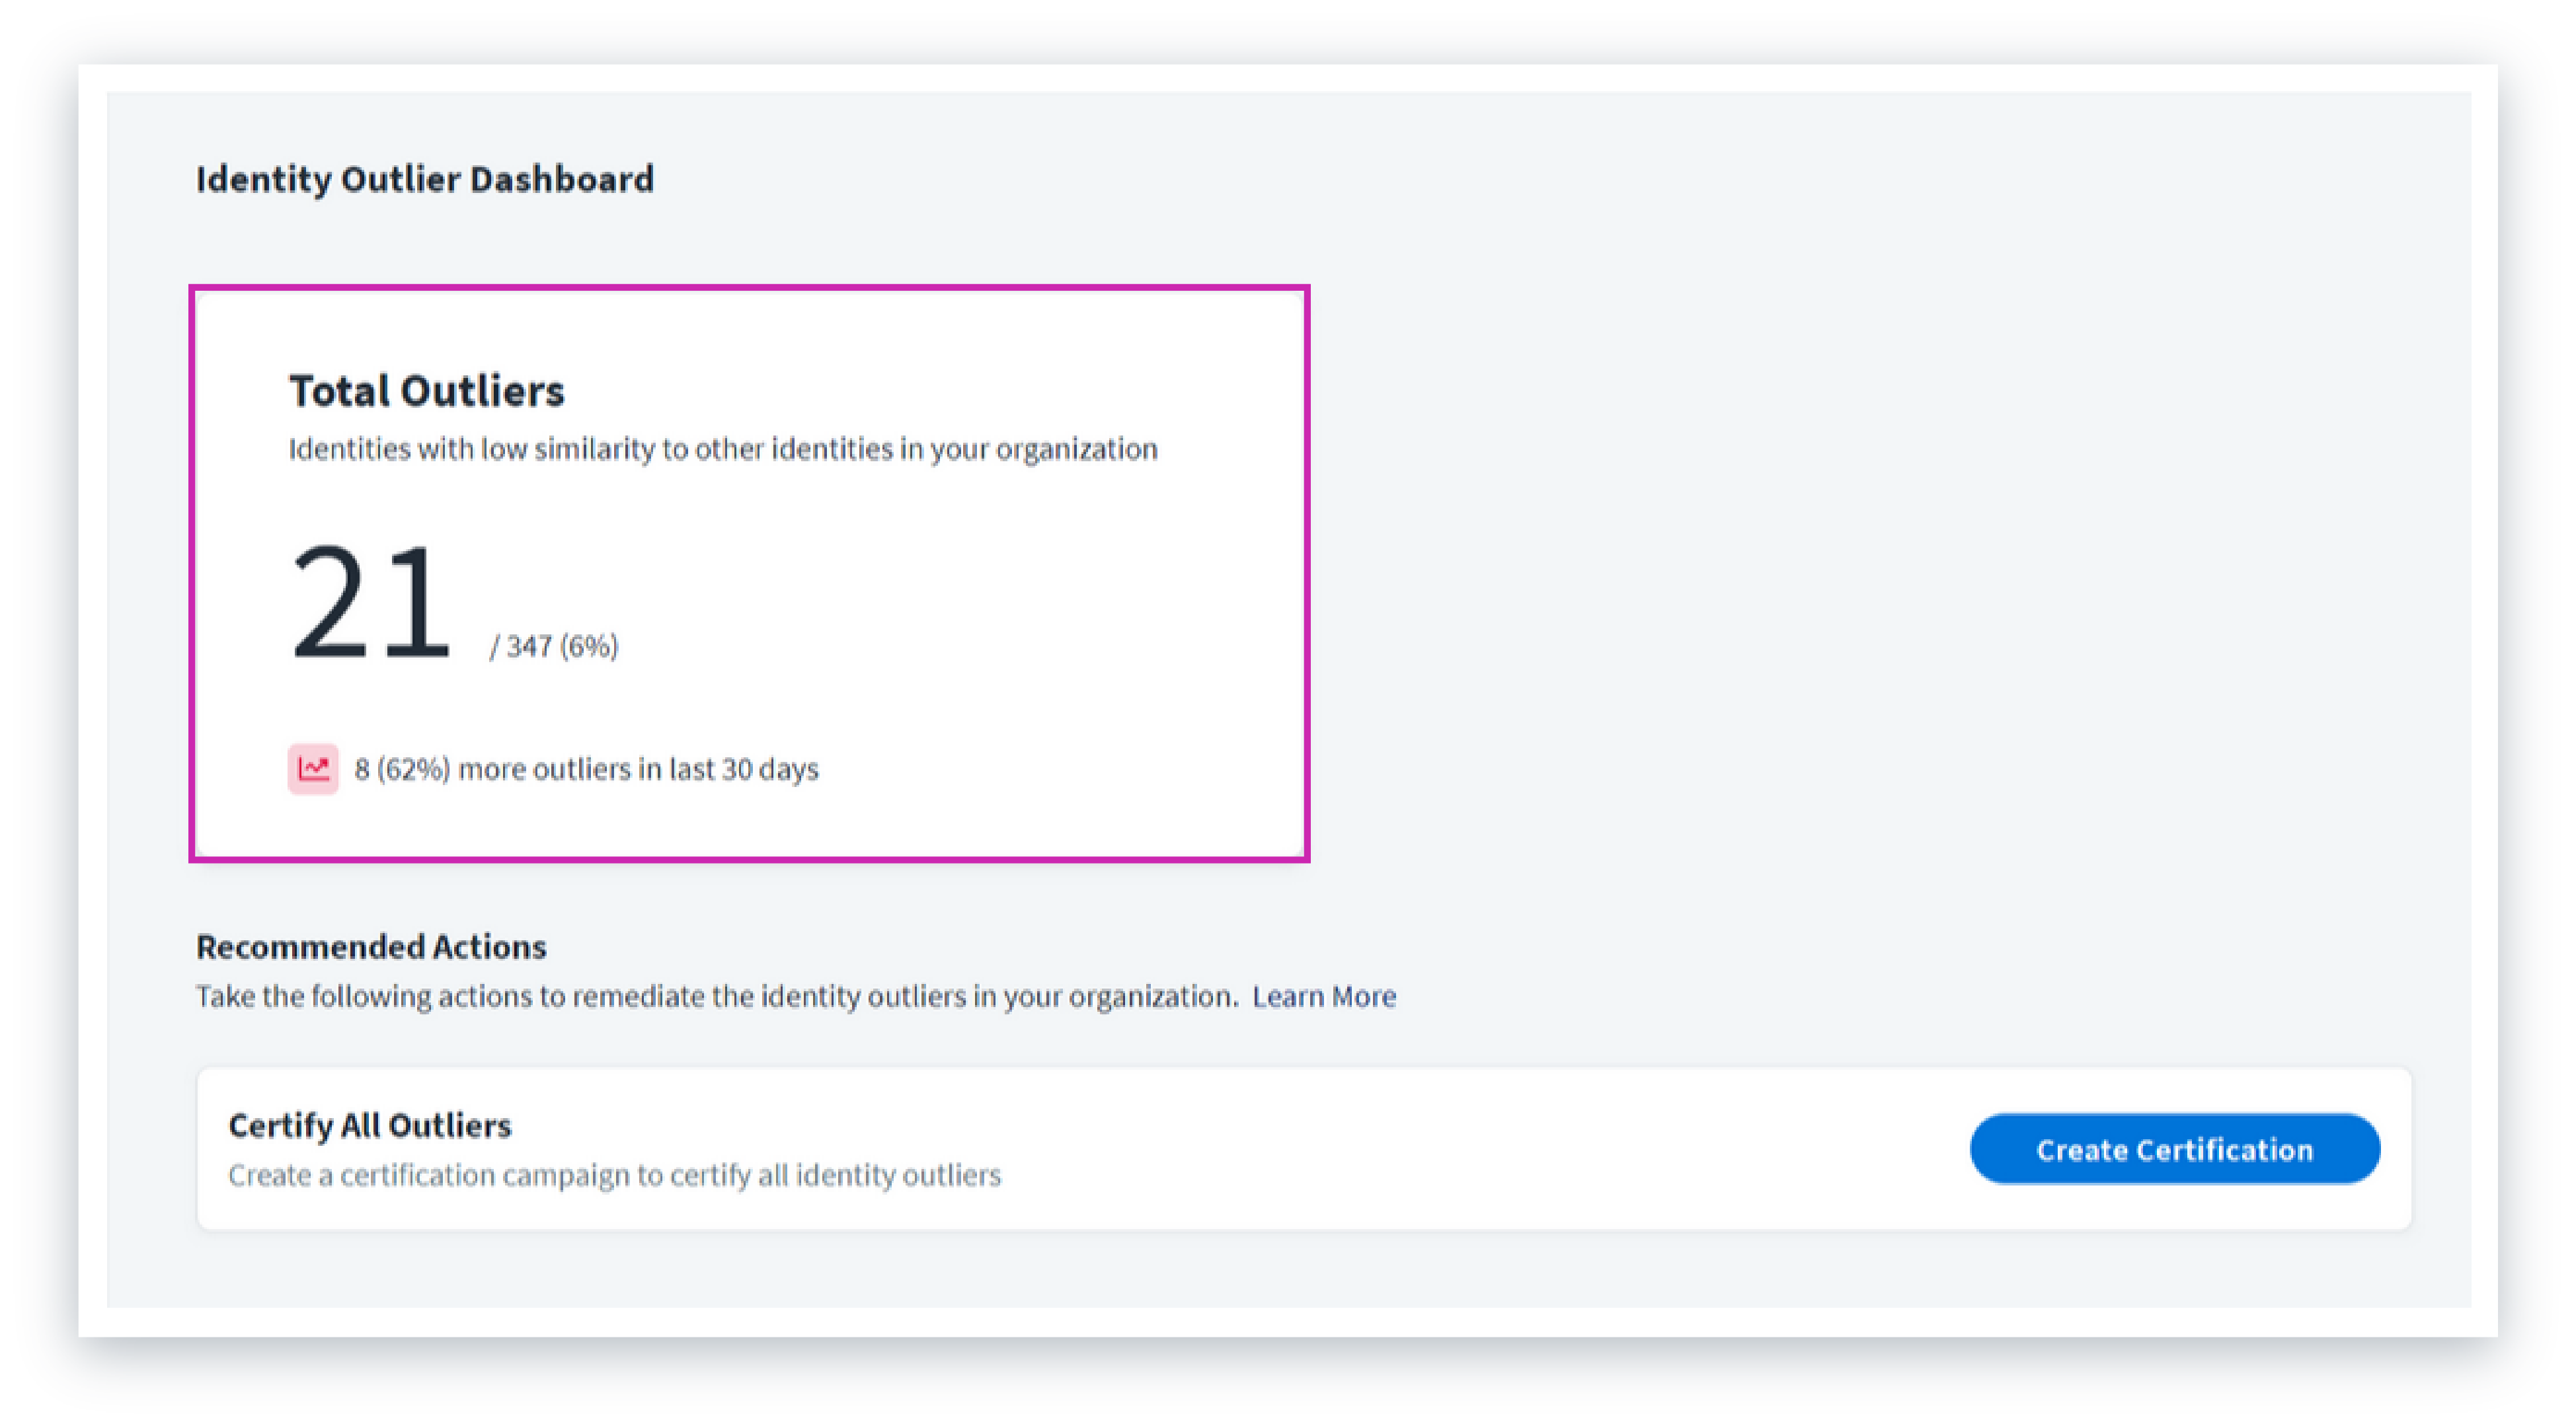 Identity Outlier Dashboard
Total Outliers
Identities with low similarity to other identities in your organization
21 / 347 (6%)
8 (62%) more outliers in last 30 days
Recommended Actions
Take the following actions to remediate the identity outliers in your organization. Learn More
Certify All Outliers
Create a certification campaign to certify all identity outliers
Create Certification